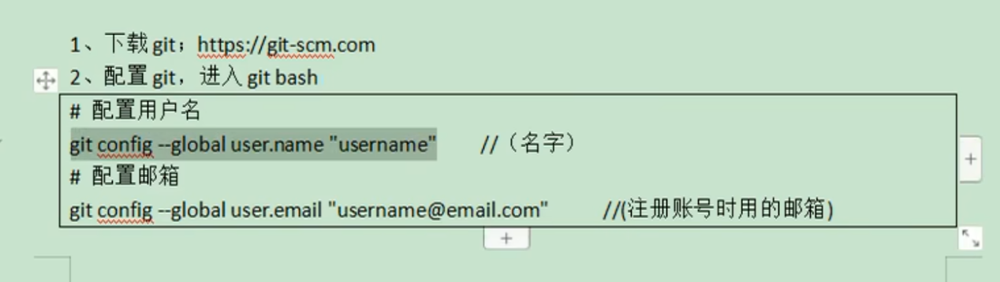 1、下载 git；https://git-scm.com
2、配置 git，进入 git bash
# 配置用户名
git config --global user.name "username" //（名字）
# 配置邮箱
git config --global user.email "username@email.com" //(注册账号时用的邮箱)